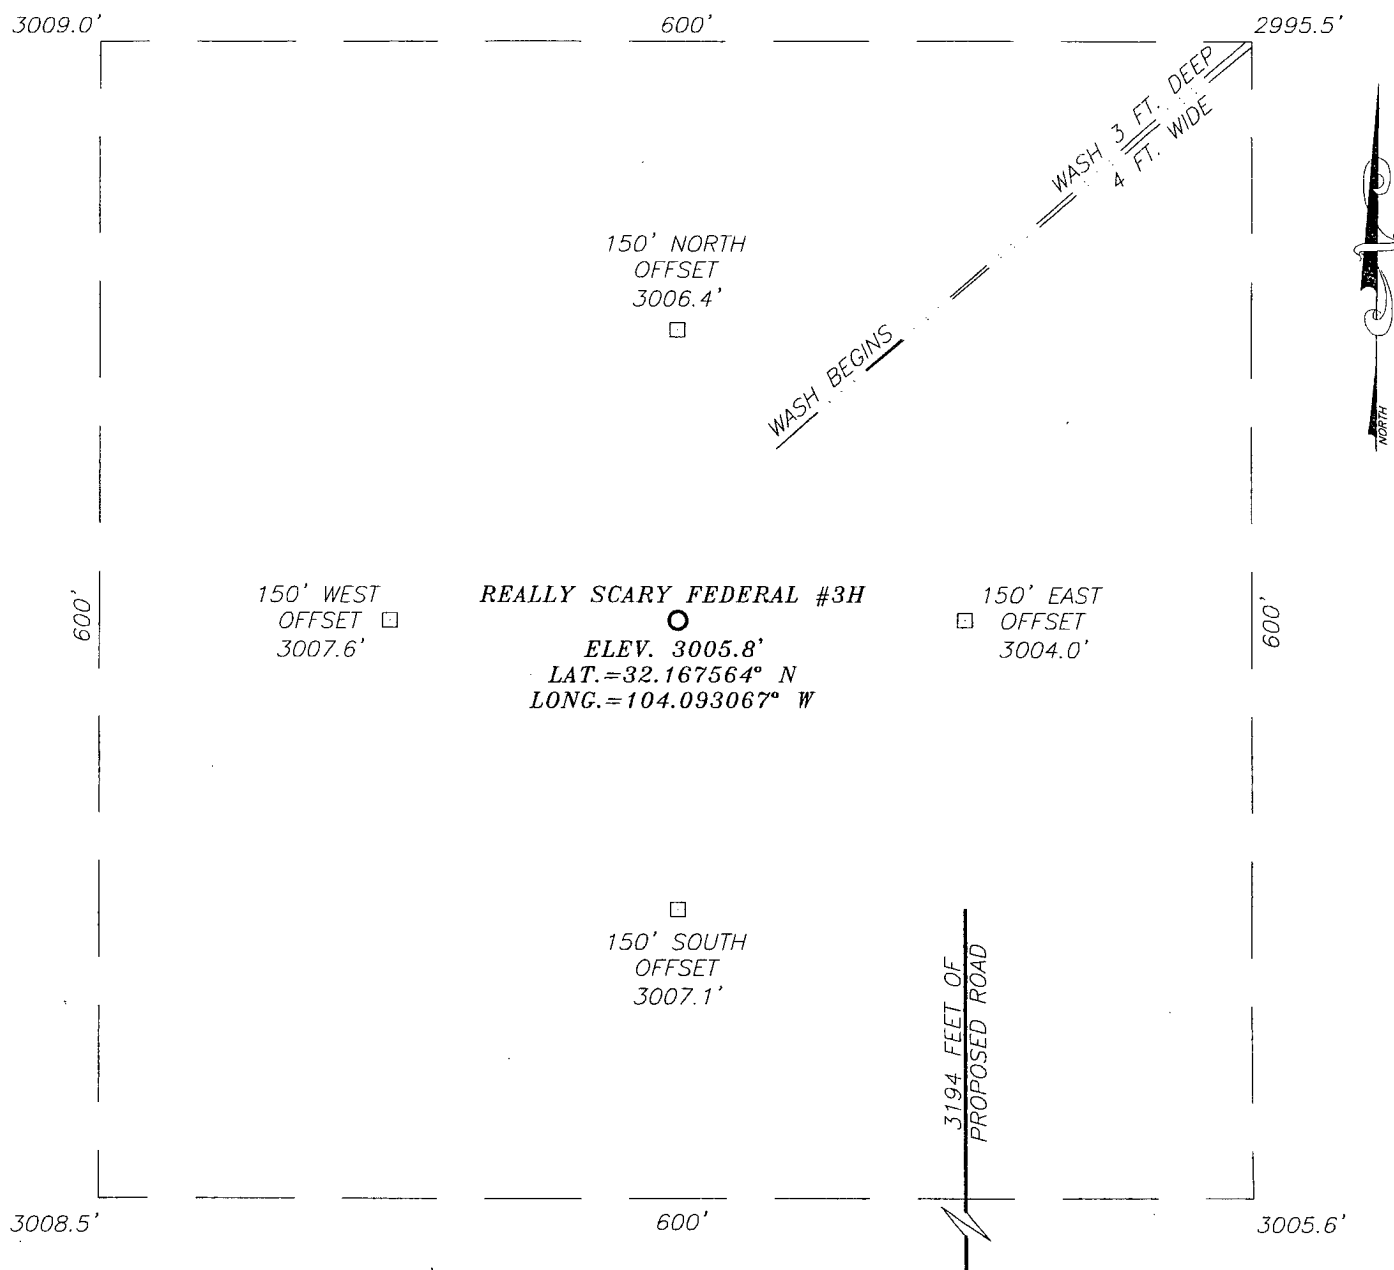 3009.0'
600'
2995.5'
WASH 3 FT. DEEP
4 FT. WIDE
150' NORTH
OFFSET
3006.4'
NORTH
WASH BEGINS
600'
150' WEST
OFFSET
3007.6'
REALLY SCARY FEDERAL #3H
ELEV. 3005.8'
LAT.=32.167564° N
LONG.=104.093067° W
150' EAST
OFFSET
3004.0'
600'
150' SOUTH
OFFSET
3007.1'
3194 FEET OF
PROPOSED ROAD
3008.5'
600'
3005.6'